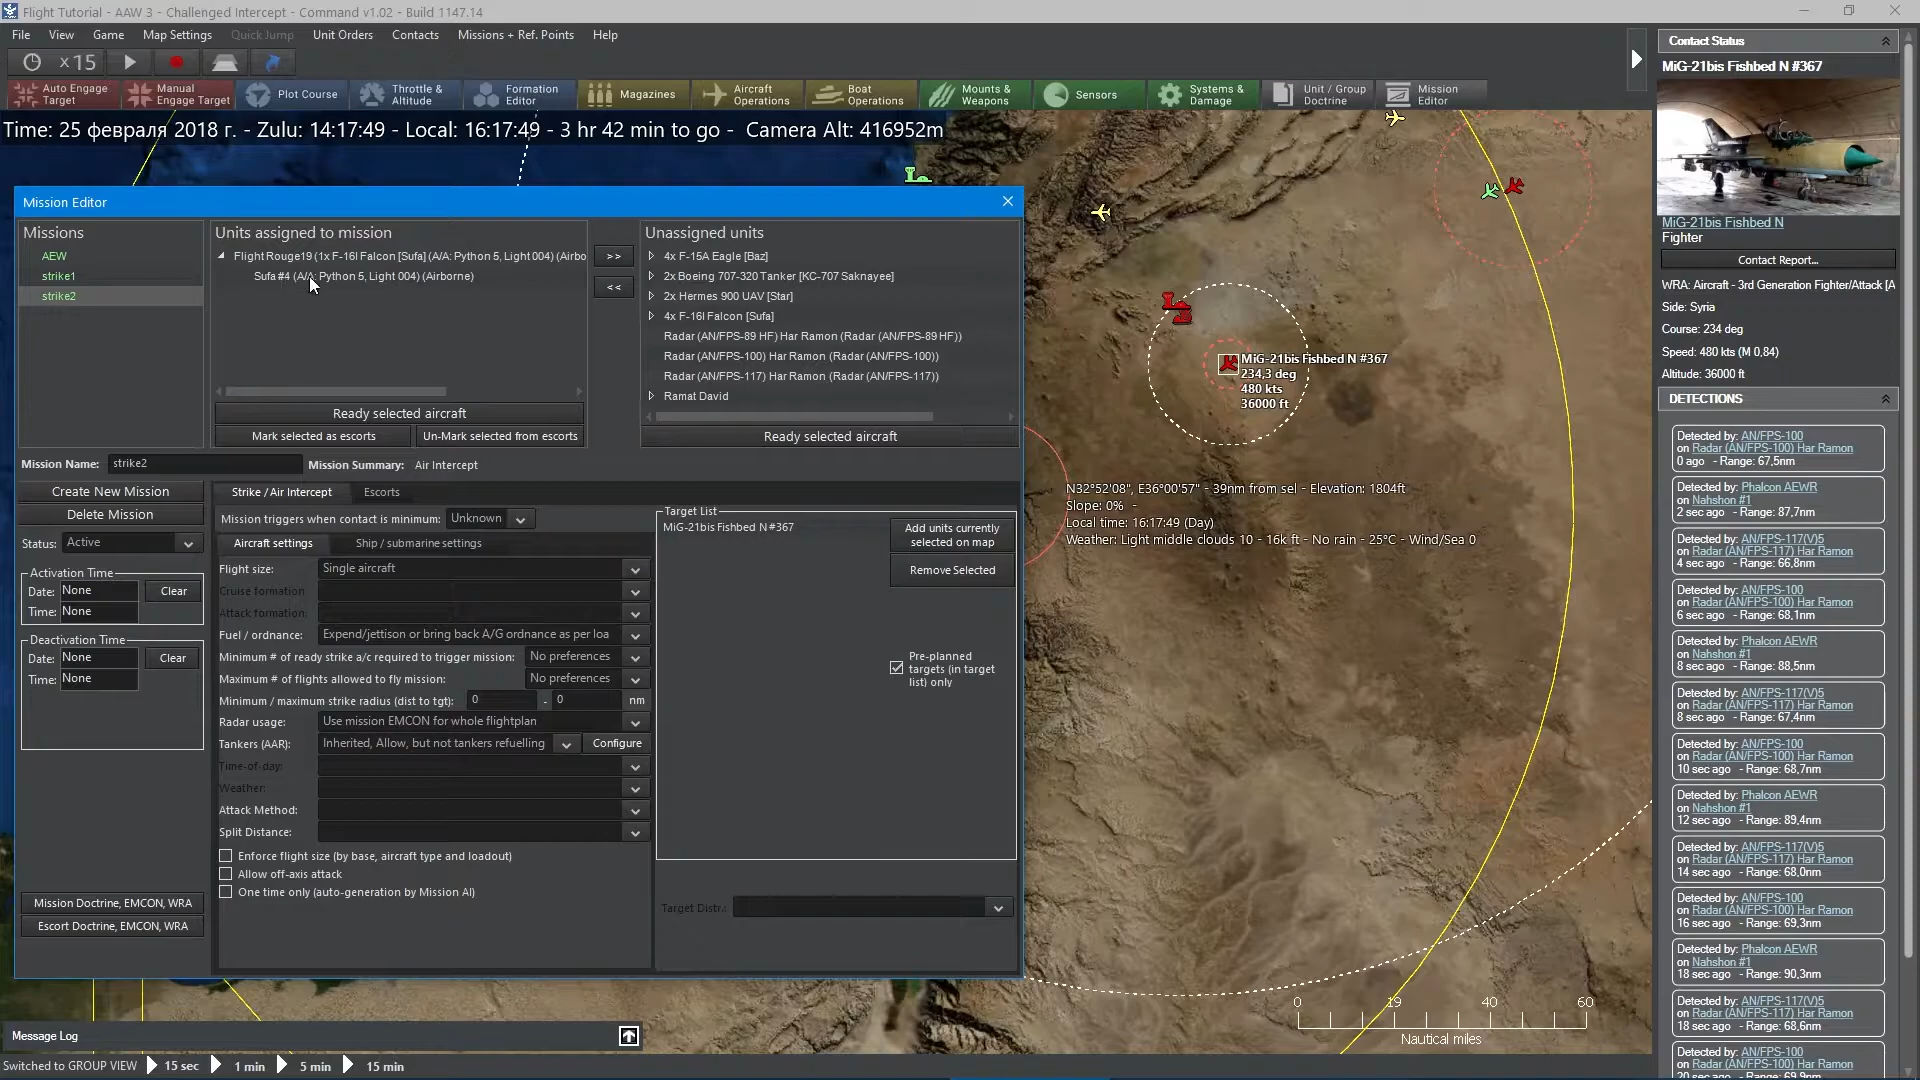 Flight Tutorial - AAW 3 - Challenged Intercept - Command v1.02 - Build 1147.14
File View Game Map Settings Quick Jump Unit Orders Contacts Missions + Ref. Points Help
x 15
Auto Engage Target
Manual Engage Target
Plot Course
Throttle & Altitude
Formation Editor
Magazines
Aircraft Operations
Boat Operations
Mounts & Weapons
Sensors
Systems & Damage
Unit / Group Doctrine
Mission Editor
Time: 25 февраля 2018 г. - Zulu: 14:17:49 - Local: 16:17:49 - 3 hr 42 min to go - Camera Alt: 416952m
Mission Editor
Missions
AEW
strike1
strike2
Units assigned to mission
Flight Rouge19 (1x F-16I Falcon [Sufa] (A/A: Python 5, Light 004) (Airbo
Sufa #4 (A/A: Python 5, Light 004) (Airborne)
>>
<<
Ready selected aircraft
Mark selected as escorts
Un-Mark selected from escorts
Unassigned units
4x F-15A Eagle [Baz]
2x Boeing 707-320 Tanker [KC-707 Saknayee]
2x Hermes 900 UAV [Star]
4x F-16I Falcon [Sufa]
Radar (AN/FPS-89 HF) Har Ramon (Radar (AN/FPS-89 HF))
Radar (AN/FPS-100) Har Ramon (Radar (AN/FPS-100))
Radar (AN/FPS-117) Har Ramon (Radar (AN/FPS-117))
Ramat David
Ready selected aircraft
Mission Name: strike2
Mission Summary: Air Intercept
Create New Mission
Delete Mission
Status: Active
Activation Time
Date: None Clear
Time: None
Deactivation Time
Date: None Clear
Time: None
Mission Doctrine, EMCON, WRA
Escort Doctrine, EMCON, WRA
Strike / Air Intercept Escorts
Mission triggers when contact is minimum: Unknown
Aircraft settings Ship / submarine settings
Flight size: Single aircraft
Cruise formation:
Attack formation:
Fuel / ordnance: Expend/jettison or bring back A/G ordnance as per loa
Minimum # of ready strike a/c required to trigger mission: No preferences
Maximum # of flights allowed to fly mission: No preferences
Minimum / maximum strike radius (dist to tgt): 0 - 0 nm
Radar usage: Use mission EMCON for whole flightplan
Tankers (AAR): Inherited, Allow, but not tankers refuelling Configure
Time-of-day:
Weather:
Attack Method:
Split Distance:
Enforce flight size (by base, aircraft type and loadout)
Allow off-axis attack
One time only (auto-generation by Mission AI)
Target List
MiG-21bis Fishbed N #367
Add units currently selected on map
Remove Selected
Pre-planned
targets (in target
list) only
Target Distr.:
MiG-21bis Fishbed N #367
234,3 deg
480 kts
36000 ft
N32°52'08", E36°00'57" - 39nm from sel - Elevation: 1804ft
Slope: 0% -
Local time: 16:17:49 (Day)
Weather: Light middle clouds 10 - 16k ft - No rain - 25°C - Wind/Sea 0
0 19 40 60
Nautical miles
Message Log
Switched to GROUP VIEW 15 sec 1 min 5 min 15 min
Contact Status
MiG-21bis Fishbed N #367
MiG-21bis Fishbed N
Fighter
Contact Report...
WRA: Aircraft - 3rd Generation Fighter/Attack [A
Side: Syria
Course: 234 deg
Speed: 480 kts (M 0,84)
Altitude: 36000 ft
DETECTIONS
Detected by: AN/FPS-100
on Radar (AN/FPS-100) Har Ramon
0 ago - Range: 67,5nm
Detected by: Phalcon AEWR
on Nahshon #1
2 sec ago - Range: 87,7nm
Detected by: AN/FPS-117(V)5
on Radar (AN/FPS-117) Har Ramon
4 sec ago - Range: 66,8nm
Detected by: AN/FPS-100
on Radar (AN/FPS-100) Har Ramon
6 sec ago - Range: 68,1nm
Detected by: Phalcon AEWR
on Nahshon #1
8 sec ago - Range: 88,5nm
Detected by: AN/FPS-117(V)5
on Radar (AN/FPS-117) Har Ramon
8 sec ago - Range: 67,4nm
Detected by: AN/FPS-100
on Radar (AN/FPS-100) Har Ramon
10 sec ago - Range: 68,7nm
Detected by: Phalcon AEWR
on Nahshon #1
12 sec ago - Range: 89,4nm
Detected by: AN/FPS-117(V)5
on Radar (AN/FPS-117) Har Ramon
14 sec ago - Range: 68,0nm
Detected by: AN/FPS-100
on Radar (AN/FPS-100) Har Ramon
16 sec ago - Range: 69,3nm
Detected by: Phalcon AEWR
on Nahshon #1
18 sec ago - Range: 90,3nm
Detected by: AN/FPS-117(V)5
on Radar (AN/FPS-117) Har Ramon
18 sec ago - Range: 68,6nm
Detected by: AN/FPS-100
on Radar (AN/FPS-100) Har Ramon
20 sec ago - Range: 69,9nm